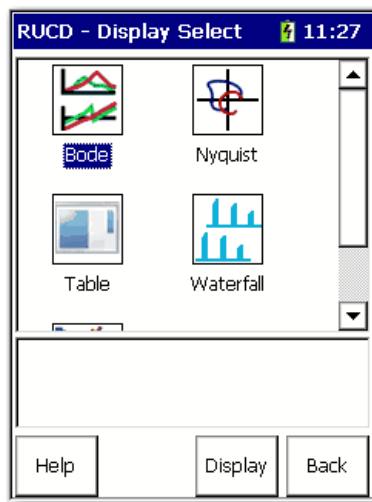 RUCD - Display Select 11:27
Bode Nyquist
Table Waterfall
Help Display Back